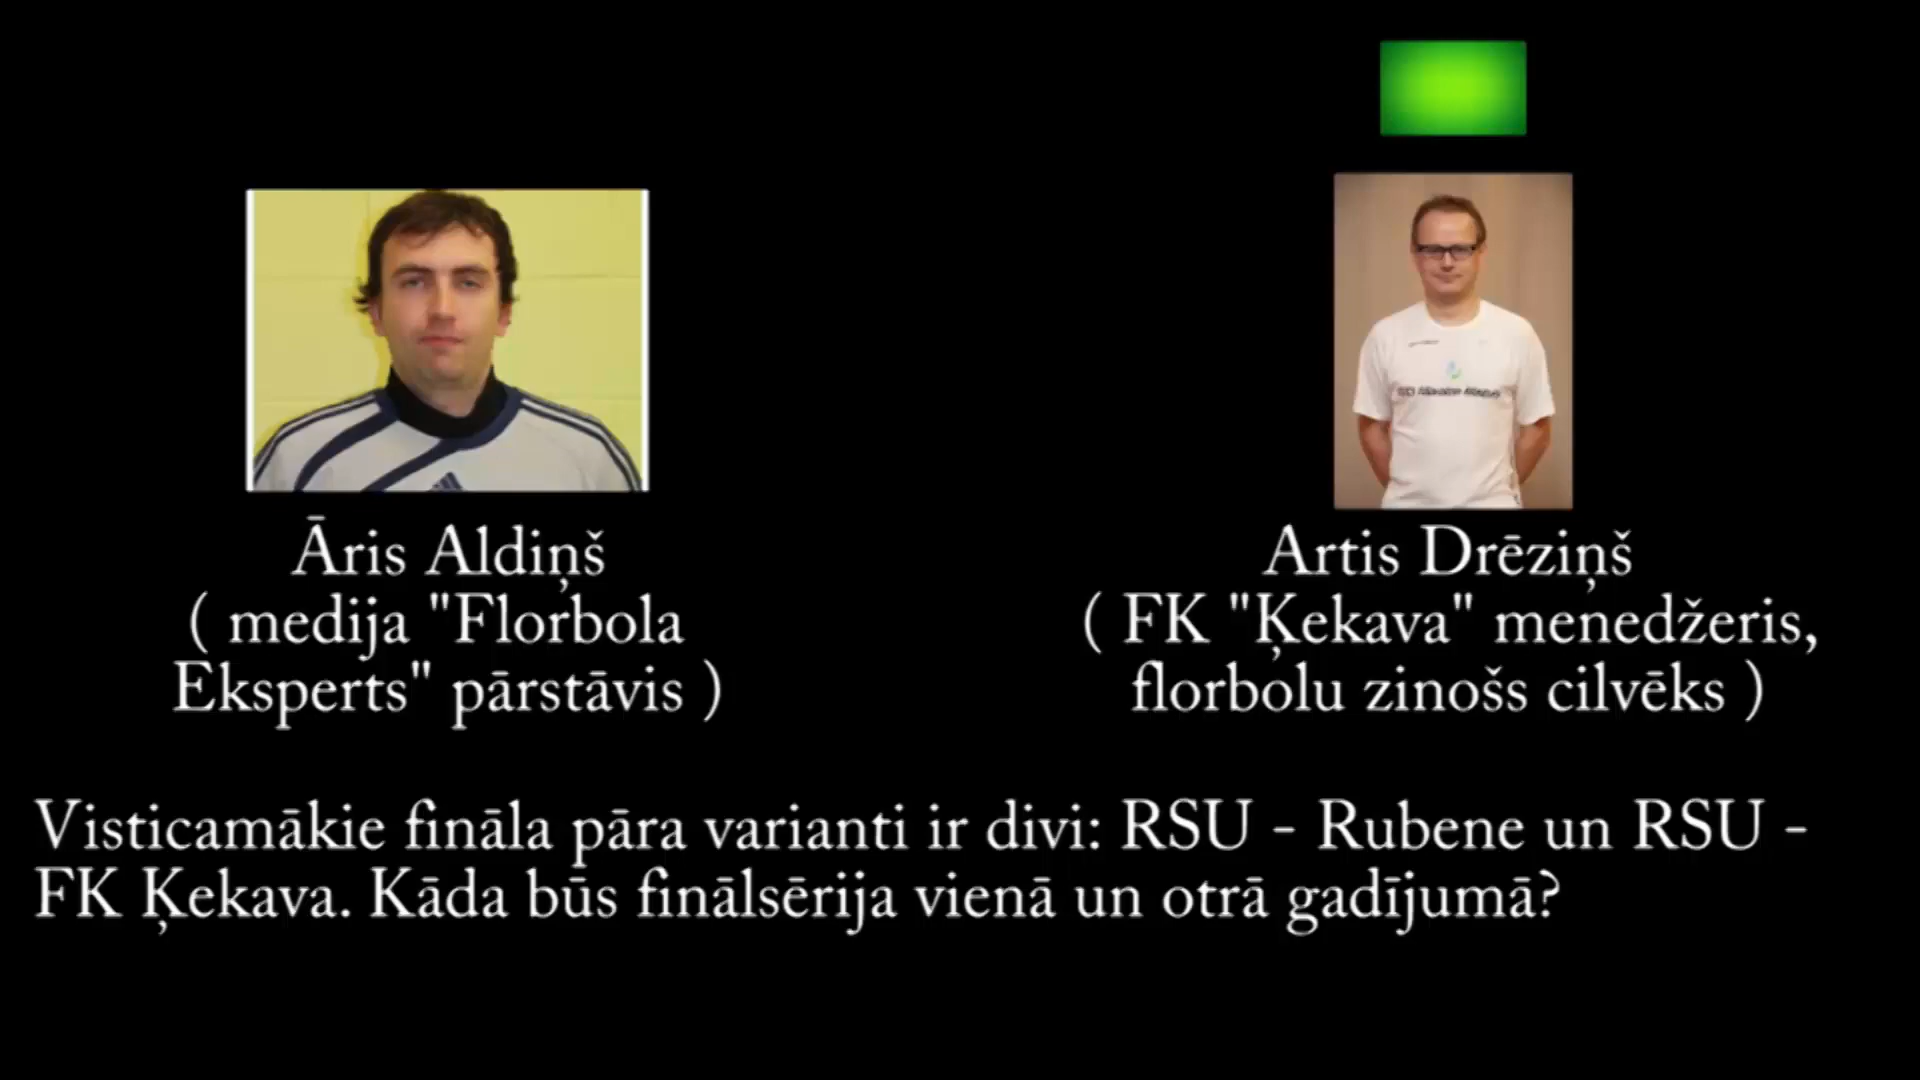 Āris Aldiņš
( medija "Florbola
Eksperts" pārstāvis )
Artis Drēziņš
( FK "Ķekava" menedžeris,
florbolu zinošs cilvēks )
Visticamākie fināla pāra varianti ir divi: RSU - Rubene un RSU -
FK Ķekava. Kāda būs finālsērija vienā un otrā gadījumā?